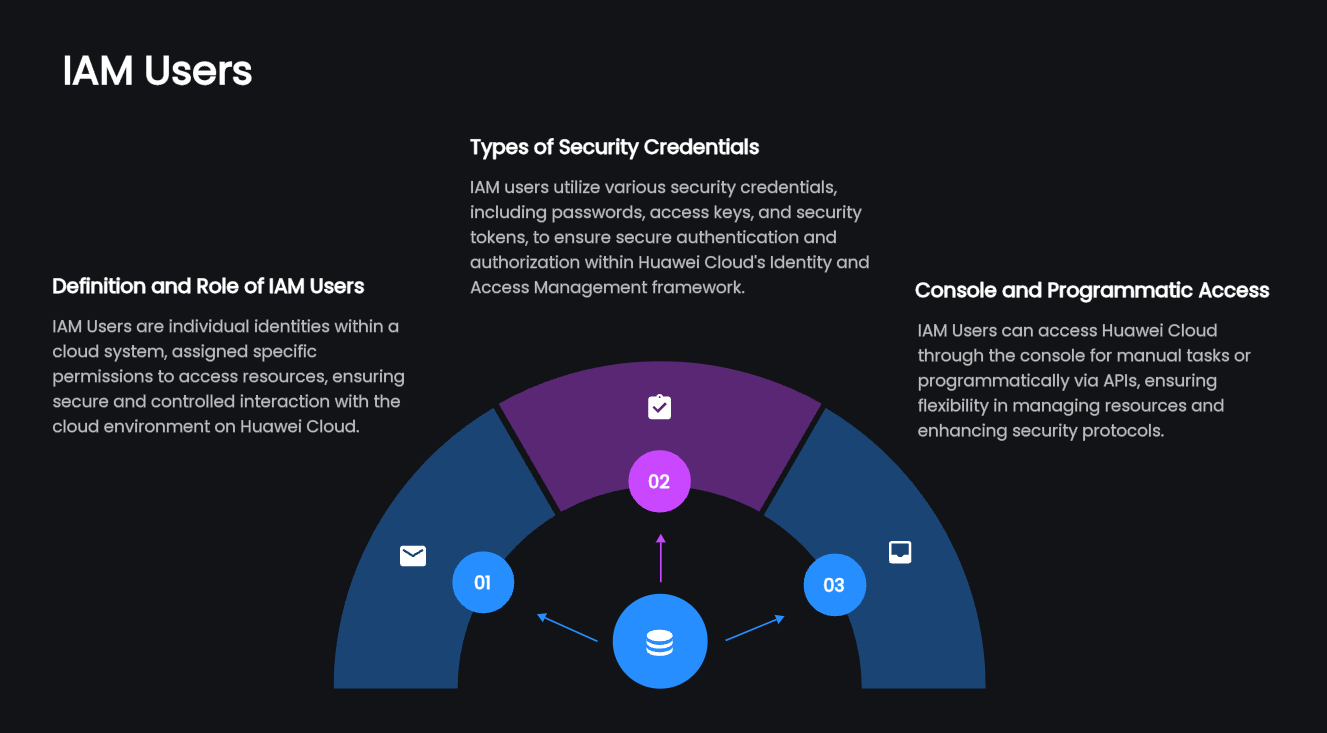 IAM Users
Types of Security Credentials
IAM users utilize various security credentials,
including passwords, access keys, and security
tokens, to ensure secure authentication and
authorization within Huawei Cloud's Identity and
Access Management framework.
Definition and Role of IAM Users
IAM Users are individual identities within a
cloud system, assigned specific
permissions to access resources, ensuring
secure and controlled interaction with the
cloud environment on Huawei Cloud.
Console and Programmatic Access
IAM Users can access Huawei Cloud
through the console for manual tasks or
programmatically via APIs, ensuring
flexibility in managing resources and
enhancing security protocols.
02
01
03